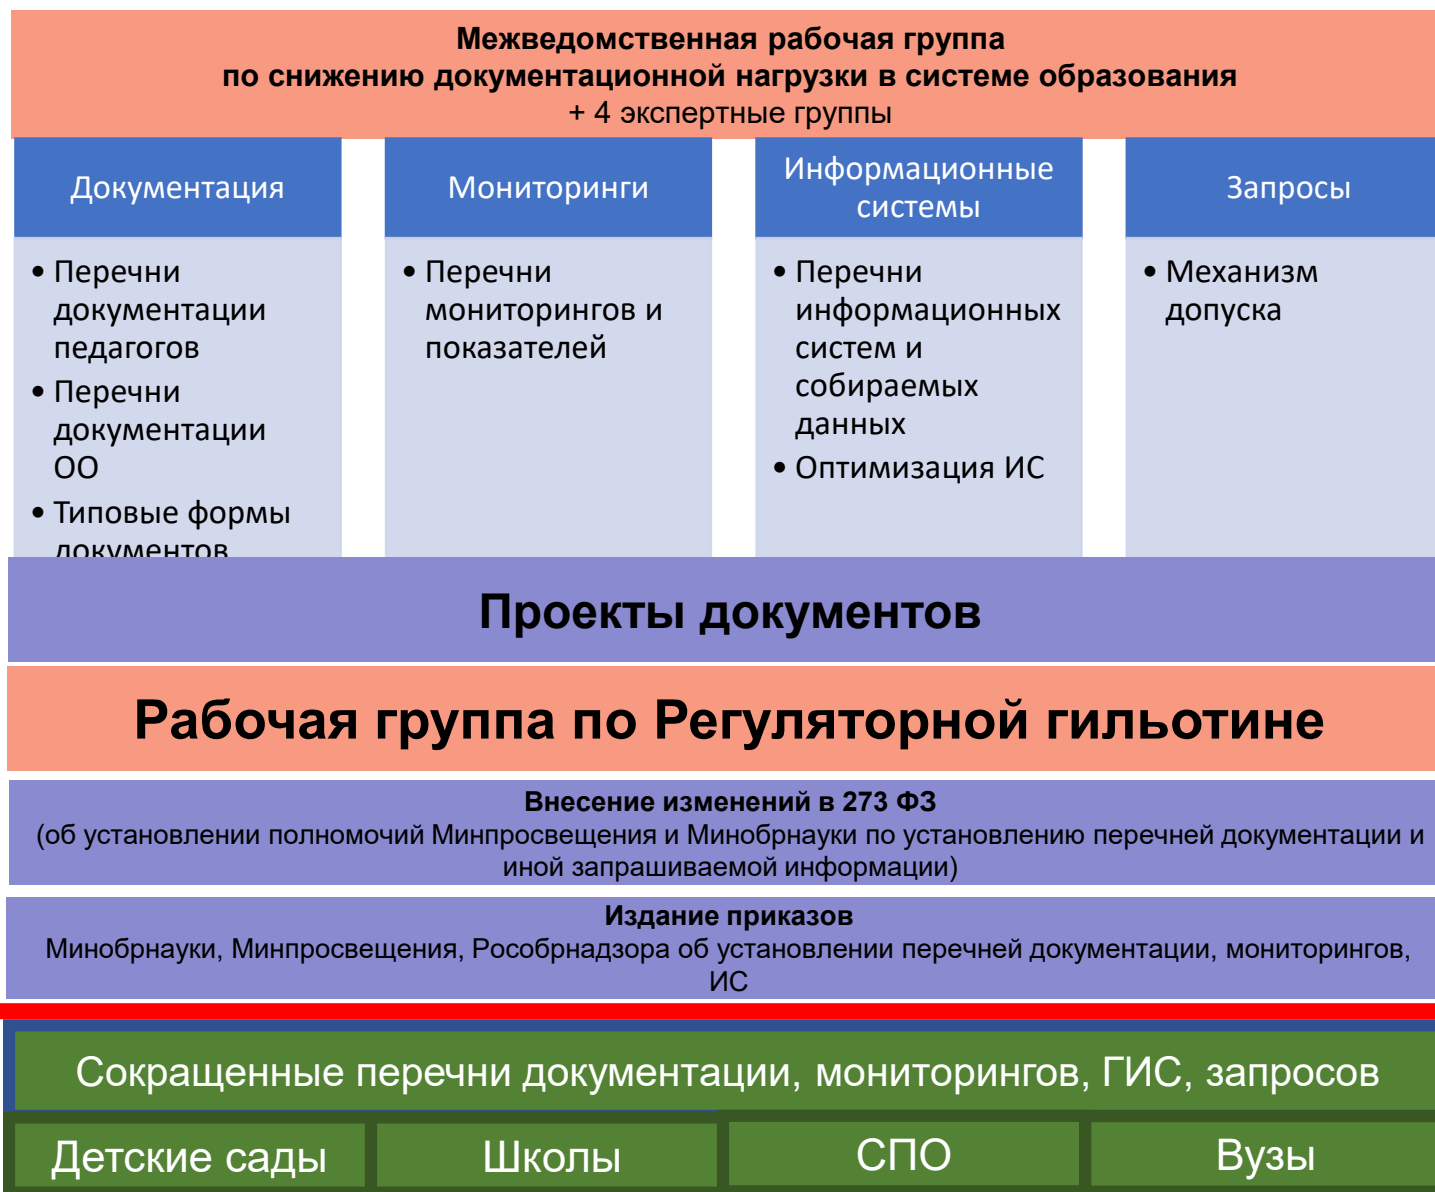 Межведомственная рабочая группа
по снижению документационной нагрузки в системе образования
+ 4 экспертные группы
Документация
• Перечни
документации
педагогов
• Перечни
документации
ОО
• Типовые формы
документов
Мониторинги
• Перечни
мониторингов и
показателей
Информационные
системы
• Перечни
информационных
систем и
собираемых
данных
• Оптимизация ИС
Запросы
• Механизм
допуска
Проекты документов
Рабочая группа по Регуляторной гильотине
Внесение изменений в 273 ФЗ
(об установлении полномочий Минпросвещения и Минобрнауки по установлению перечней документации и
иной запрашиваемой информации)
Издание приказов
Минобрнауки, Минпросвещения, Рособрнадзора об установлении перечней документации, мониторингов,
ИС
Сокращенные перечни документации, мониторингов, ГИС, запросов
Детские сады
Школы
СПО
Вузы